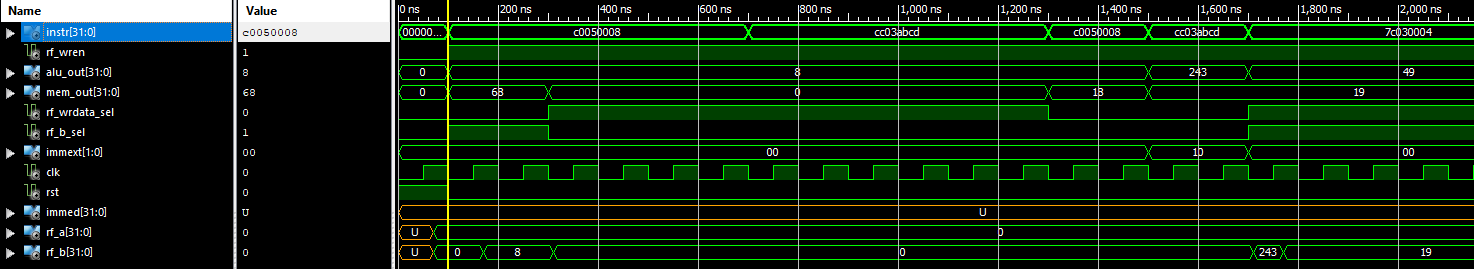 Name Value 0 ns 200 ns 400 ns 600 ns 800 ns 1,000 ns 1,200 ns 1,400 ns 1,600 ns 1,800 ns 2,000 ns
instr[31:0] c0050008 00000... c0050008 cc03abcd c0050008 cc03abcd 7c030004
rf_wren 1
alu_out[31:0] 8 0 8 243 49
mem_out[31:0] 68 0 68 0 18 19
rf_wrdata_sel 0
rf_b_sel 1
immext[1:0] 00 00 10 00
clk 0
rst 0
immed[31:0] U U
rf_a[31:0] 0 U 0
rf_b[31:0] 0 U 0 8 0 243 19